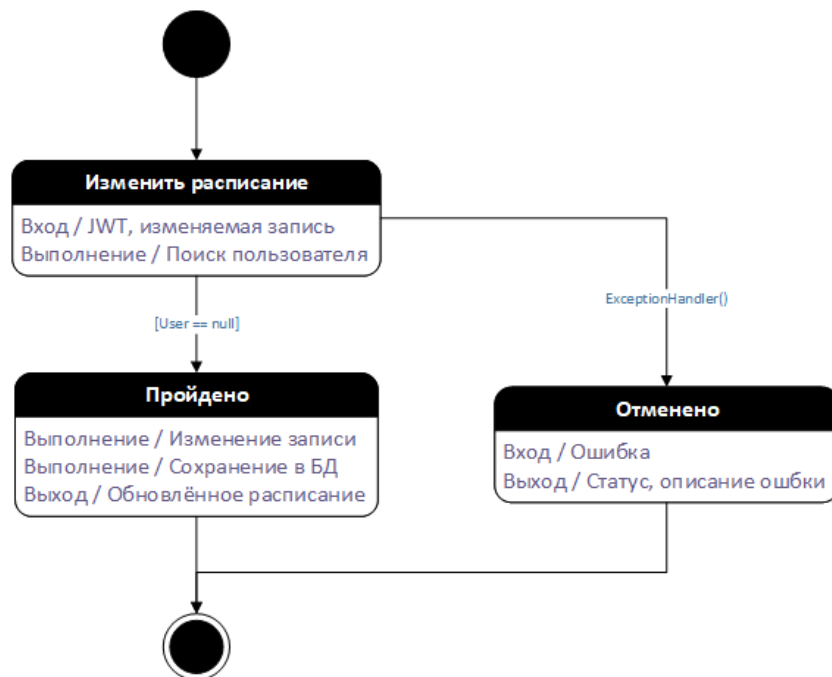 Изменить расписание
Вход / JWT, изменяемая запись
Выполнение / Поиск пользователя
ExceptionHandler()
[User == null]
Пройдено
Выполнение / Изменение записи
Выполнение / Сохранение в БД
Выход / Обновлённое расписание
Отменено
Вход / Ошибка
Выход / Статус, описание ошбки